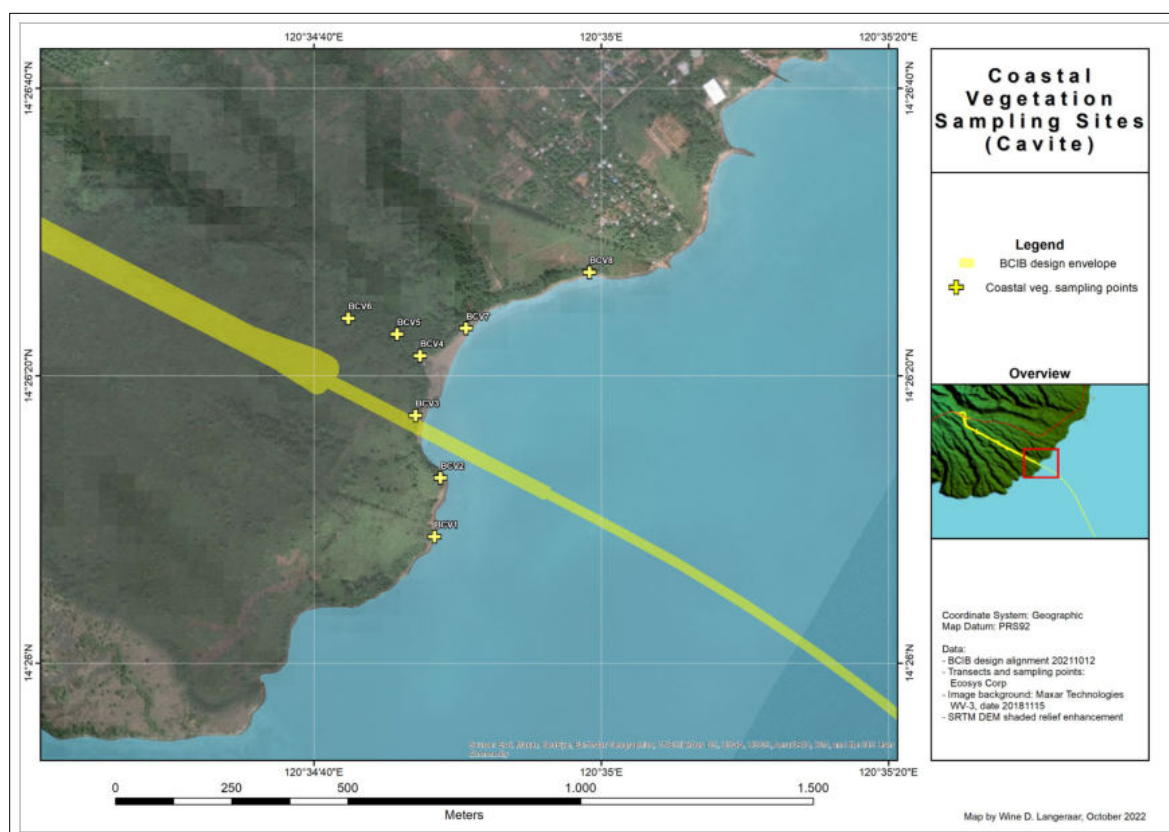 120°34'40"E
120°35'E
120°35'20"E
14°26'40"N
14°26'40"N
BCV8
BCV6
BCV5
BCV7
BCV4
14°26'20"N
14°26'20"N
BCV3
BCV2
BCV1
14°26'N
14°26'N
120°34'40"E
120°35'E
120°35'20"E
0
250
500
1.000
1.500
Meters
Coastal
Vegetation
Sampling Sites
(Cavite)
Legend
BCIB design envelope
Coastal veg. sampling points
Overview
Coordinate System: Geographic
Map Datum: PRS92
Data:
- BCIB design alignment 20211012
- Transects and sampling points:
Ecosys Corp
- Image background: Maxar Technologies
WV-3, date 20181115
- SRTM DEM shaded relief enhancement
Map by Wine D. Langeraar, October 2022